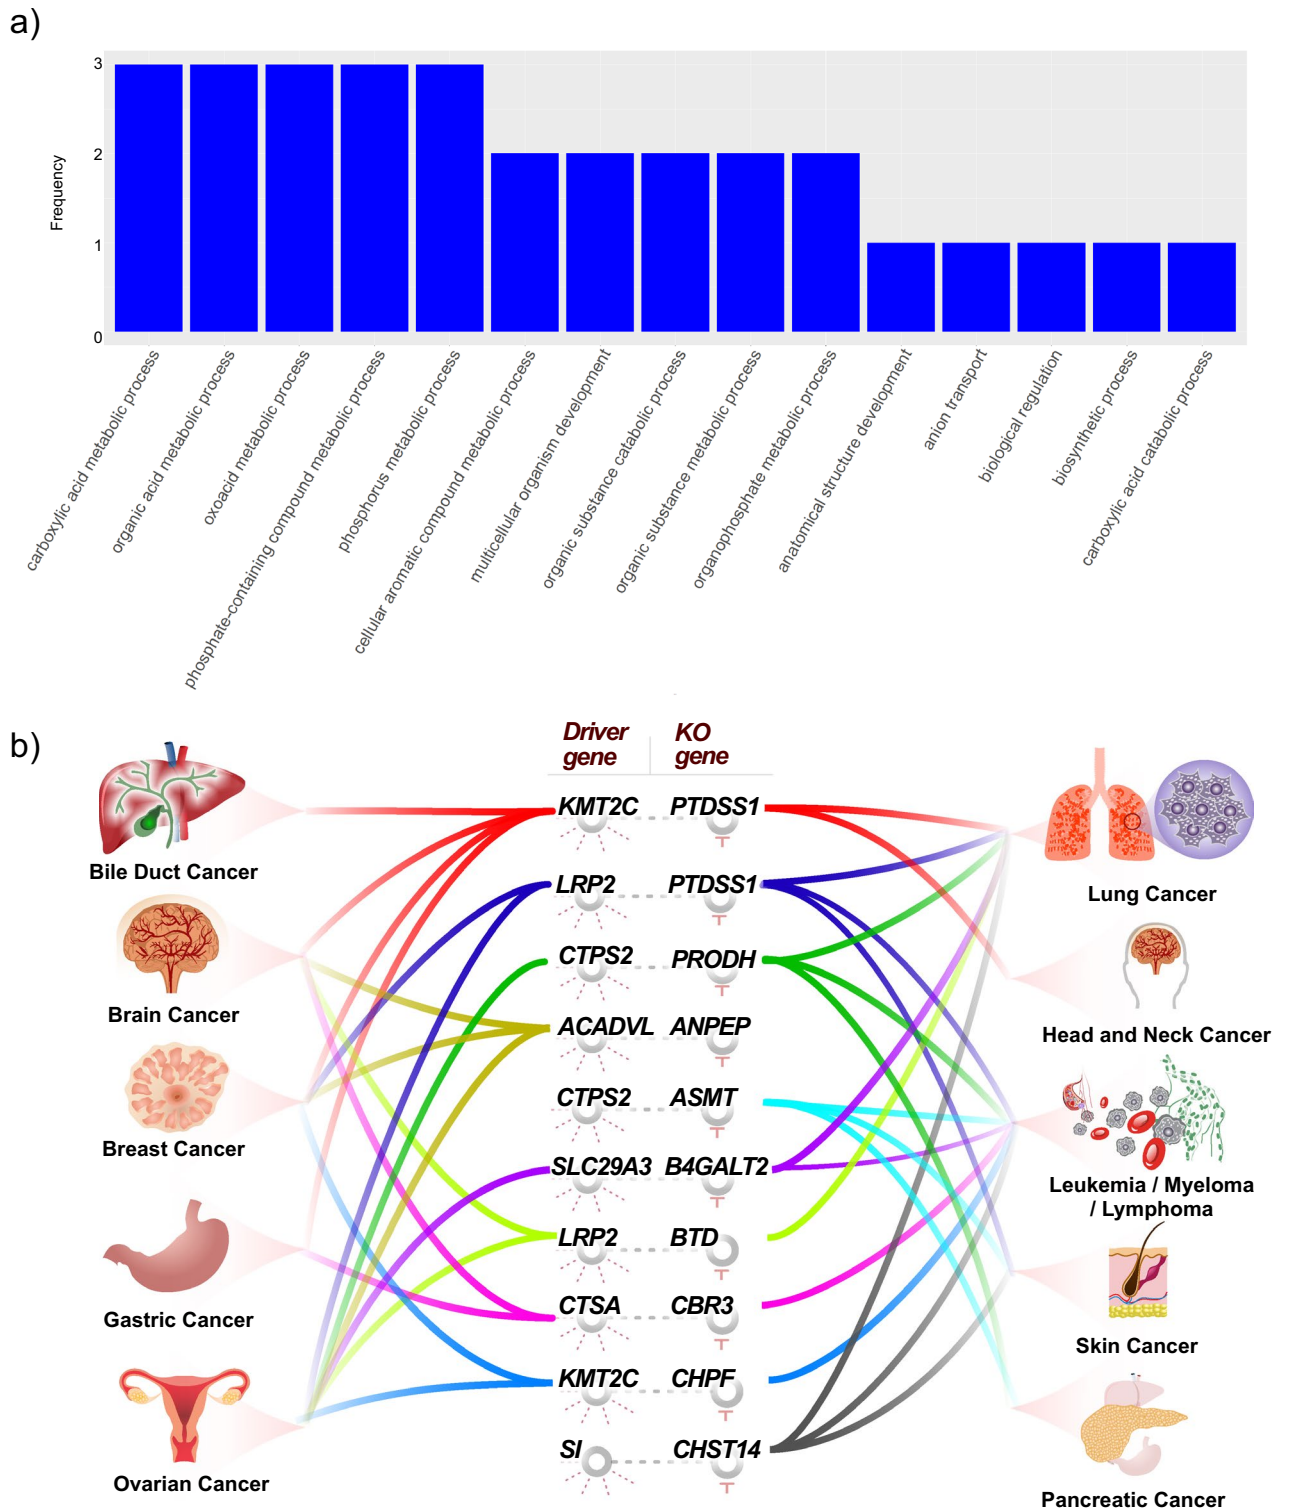 a)
3
2
1
0
Frequency
carboxylic acid metabolic process
organic acid metabolic process
oxoacid metabolic process
phosphate-containing compound metabolic process
phosphorus metabolic process
cellular aromatic compound metabolic process
multicellular organism development
organic substance catabolic process
organic substance metabolic process
organophosphate metabolic process
anatomical structure development
anion transport
biological regulation
biosynthetic process
carboxylic acid catabolic process
b)
Driver
gene
KO
gene
KMT2C PTDSS1
LRP2 PTDSS1
CTPS2 PRODH
ACADVL ANPEP
CTPS2 ASMT
SLC29A3 B4GALT2
LRP2 BTD
CTSA CBR3
KMT2C CHPF
SI CHST14
Bile Duct Cancer
Brain Cancer
Breast Cancer
Gastric Cancer
Ovarian Cancer
Lung Cancer
Head and Neck Cancer
Leukemia / Myeloma
/ Lymphoma
Skin Cancer
Pancreatic Cancer